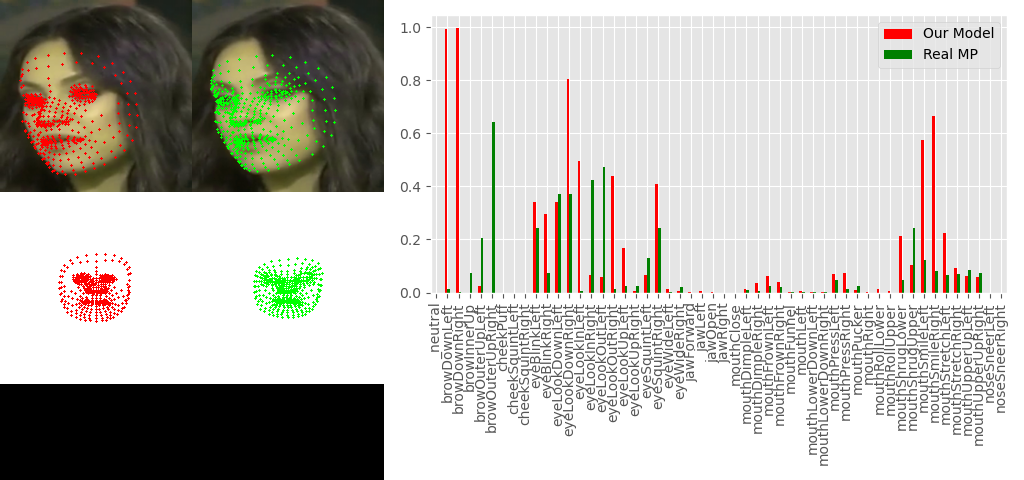 1.0
0.8
0.6
0.4
0.2
0.0
Our Model
Real MP
neutral
browDownLeft
browDownRight
browInnerUp
browOuterUpLeft
browOuterUpRight
cheekPuff
cheekSquintLeft
cheekSquintRight
eyeBlinkLeft
eyeBlinkRight
eyeLookDownLeft
eyeLookDownRight
eyeLookInLeft
eyeLookInRight
eyeLookOutLeft
eyeLookOutRight
eyeLookUpLeft
eyeLookUpRight
eyeSquintLeft
eyeSquintRight
eyeWideLeft
eyeWideRight
jawForward
jawLeft
jawOpen
jawRight
mouthClose
mouthDimpleLeft
mouthDimpleRight
mouthFrownLeft
mouthFrownRight
mouthFunnel
mouthLeft
mouthLowerDownLeft
mouthLowerDownRight
mouthPressLeft
mouthPressRight
mouthPucker
mouthRight
mouthRollLower
mouthRollUpper
mouthShrugLower
mouthShrugUpper
mouthSmileLeft
mouthSmileRight
mouthStretchLeft
mouthStretchRight
mouthUpperUpLeft
mouthUpperUpRight
noseSneerLeft
noseSneerRight